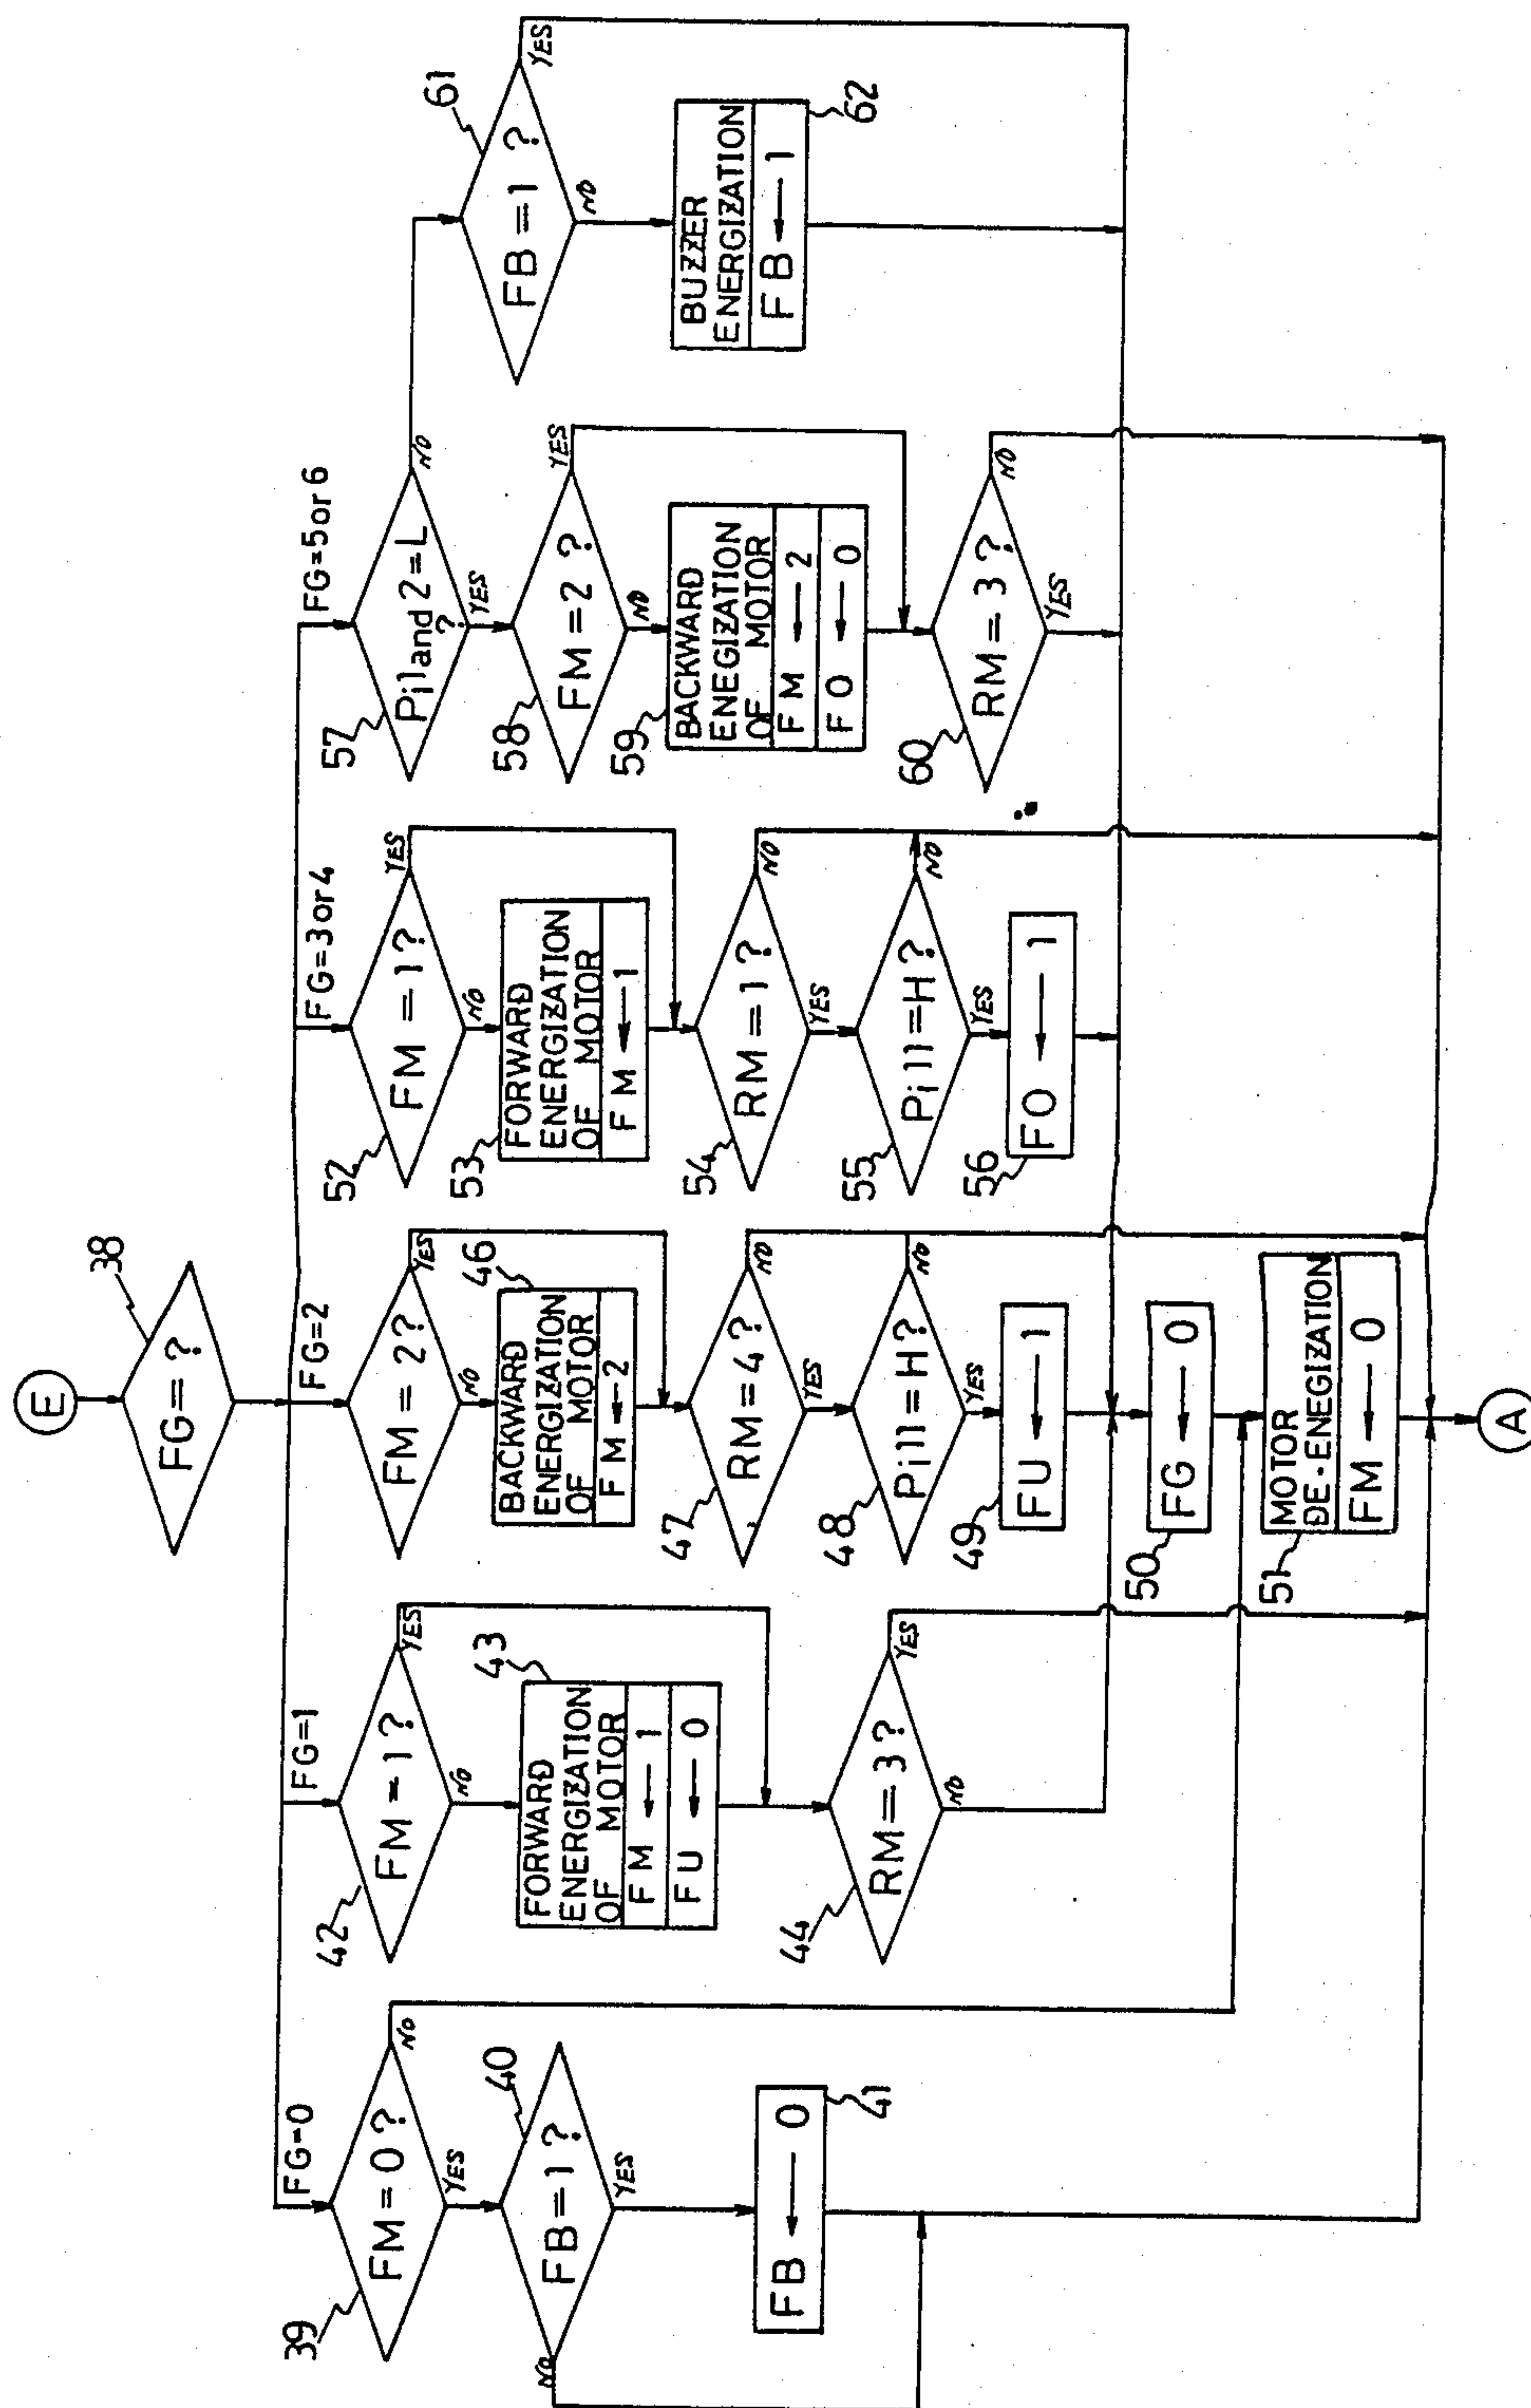 E
38
FG=?
FG=0
39
FM=0?
NO
YES
40
FB=1?
NO
YES
FB ← 0
41
FG=1
42
FM=1?
YES
NO
43
FORWARD
ENERGIZATION
OF MOTOR
FM ← 1
FU ← 0
44
RM=3?
YES
NO
FG=2
FM=2?
YES
NO
46
BACKWARD
ENERGIZATION
OF MOTOR
FM ← 2
47
RM=4?
NO
YES
48
Pi11=H?
NO
YES
49
FU ← 1
50
FG ← 0
51
MOTOR
DE-ENEGIZATION
FM ← 0
A
FG=3or4
52
FM=1?
YES
NO
53
FORWARD
ENERGIZATION
OF MOTOR
FM ← 1
54
RM=1?
NO
YES
55
Pi11=H?
NO
YES
56
FO ← 1
FG=5or6
57
Pi1and2=L
?
NO
YES
58
FM=2?
YES
NO
59
BACKWARD
ENEGIZATION
OF MOTOR
FM ← 2
FO ← 0
60
RM=3?
NO
YES
61
FB=1?
YES
NO
BUZZER
ENERGIZATION
FB ← 1
62